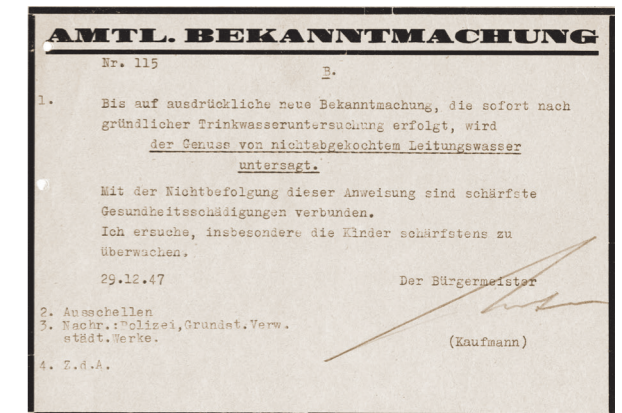 AMTL. BEKANNTMACHUNG
Nr. 115
B.
1. Bis auf ausdrückliche neue Bekanntmachung, die sofort nach
gründlicher Trinkwasseruntersuchung erfolgt, wird
der Genuss von nichtabgekochtem Leitungswasser
untersagt.
Mit der Nichtbefolgung dieser Anweisung sind schärfste
Gesundheitsschädigungen verbunden.
Ich ersuche, insbesondere die Kinder schärfstens zu
überwachen.
29.12.47 Der Bürgermeister
2. Ausschellen
3. Nachr.:Polizei,Grundst.Verw.
städt.Werke.
(Kaufmann)
4. Z.d.A.